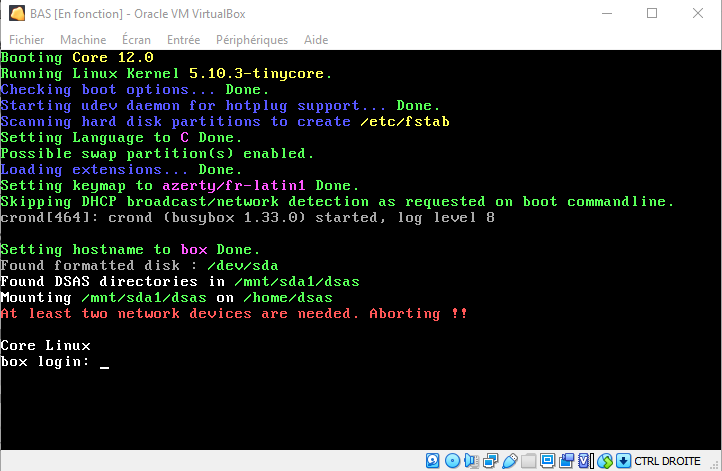 BAS [En fonction] - Oracle VM VirtualBox
Fichier Machine Écran Entrée Périphériques Aide
Booting Core 12.0
Running Linux Kernel 5.10.3-tinycore.
Checking boot options... Done.
Starting udev daemon for hotplug support... Done.
Scanning hard disk partitions to create /etc/fstab
Setting Language to C Done.
Possible swap partition(s) enabled.
Loading extensions... Done.
Setting keymap to azerty/fr-latin1 Done.
Skipping DHCP broadcast/network detection as requested on boot commandline.
crond[464]: crond (busybox 1.33.0) started, log level 8
Setting hostname to box Done.
Found formatted disk : /dev/sda
Found DSAS directories in /mnt/sda1/dsas
Mounting /mnt/sda1/dsas on /home/dsas
At least two network devices are needed. Aborting !!
Core Linux
box login: _
CTRL DROITE